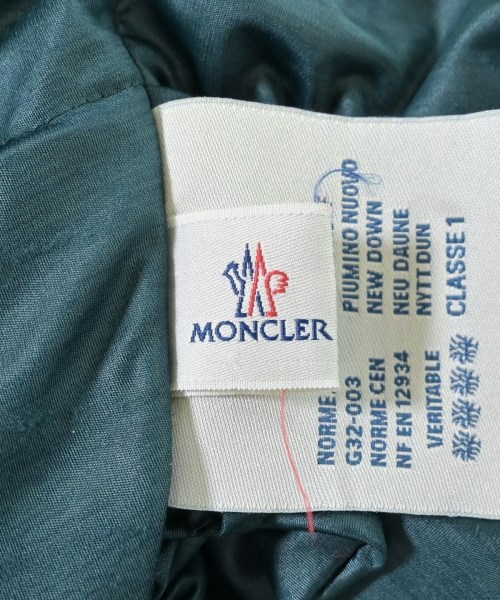 MONCLER
PIUMINO NUOVO
NEW DOWN
NEU DAUNE
NYTT DUN
CLASSE 1
NORME
G32-003
NORME CEN
NF EN 12934
VERITABLE